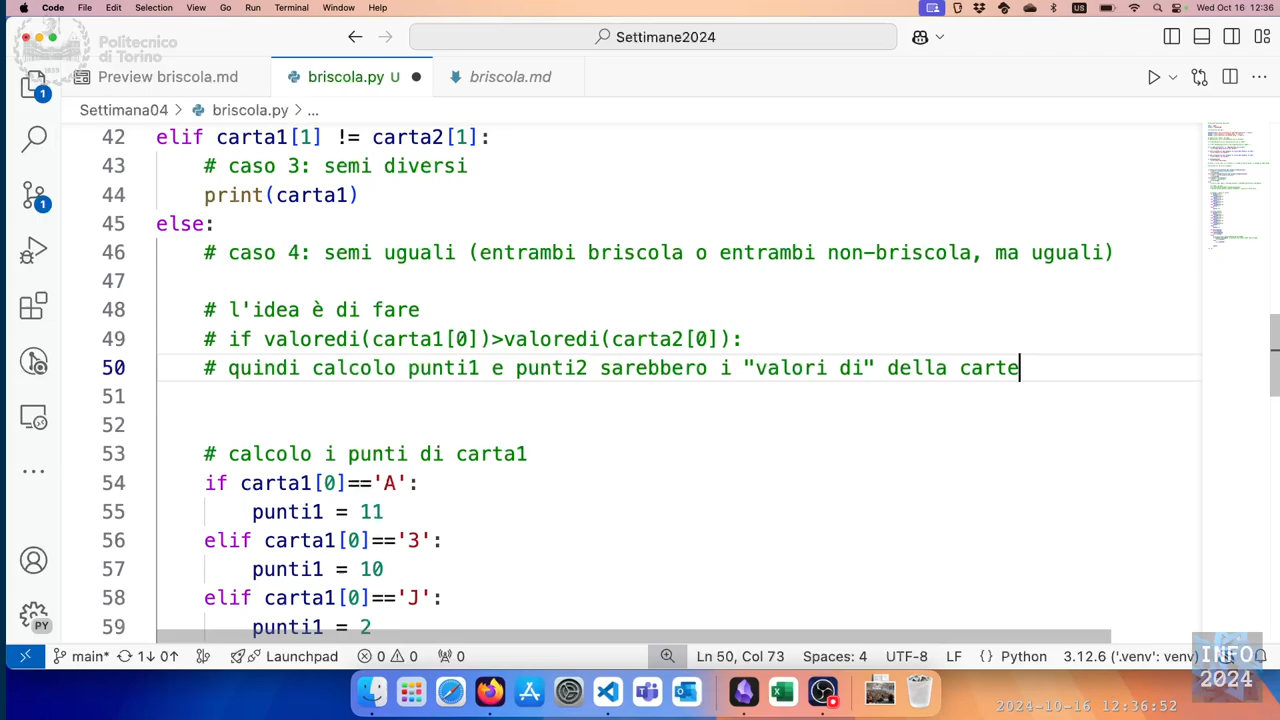 Code File Edit Selection View Go Run Terminal Window Help US Wed Oct 16 12:36
Politecnico
di Torino
Settimane2024
Preview briscola.md briscola.py U briscola.md
Settimana04 > briscola.py > ...
42 elif carta1[1] != carta2[1]:
43 # caso 3: semi diversi
44 print(carta1)
45 else:
46 # caso 4: semi uguali (entrambi briscola o entrambi non-briscola, ma uguali)
47
48 # l'idea è di fare
49 # if valoredi(carta1[0])>valoredi(carta2[0]):
50 # quindi calcolo punti1 e punti2 sarebbero i "valori di" della carte
51
52
53 # calcolo i punti di carta1
54 if carta1[0]=='A':
55 punti1 = 11
56 elif carta1[0]=='3':
57 punti1 = 10
58 elif carta1[0]=='J':
59 punti1 = 2
1
1
PY
main* 1↓ 0↑ Launchpad 0 0 0 Ln 50, Col 73 Spaces: 4 UTF-8 LF {} Python 3.12.6 ('.venv': venv)
INFO
2024
2024-10-16 12:36:52